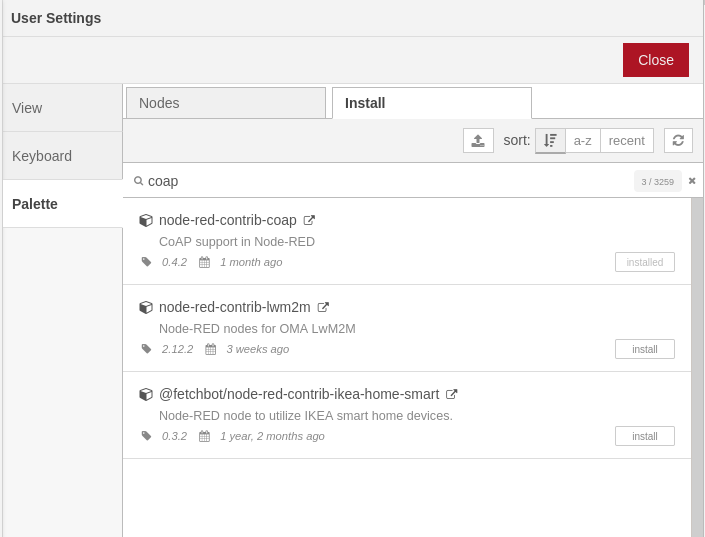 User Settings
Close
View
Keyboard
Palette
Nodes
Install
sort: a-z recent
coap 3 / 3259
node-red-contrib-coap
CoAP support in Node-RED
0.4.2 1 month ago installed
node-red-contrib-lwm2m
Node-RED nodes for OMA LwM2M
2.12.2 3 weeks ago install
@fetchbot/node-red-contrib-ikea-home-smart
Node-RED node to utilize IKEA smart home devices.
0.3.2 1 year, 2 months ago install